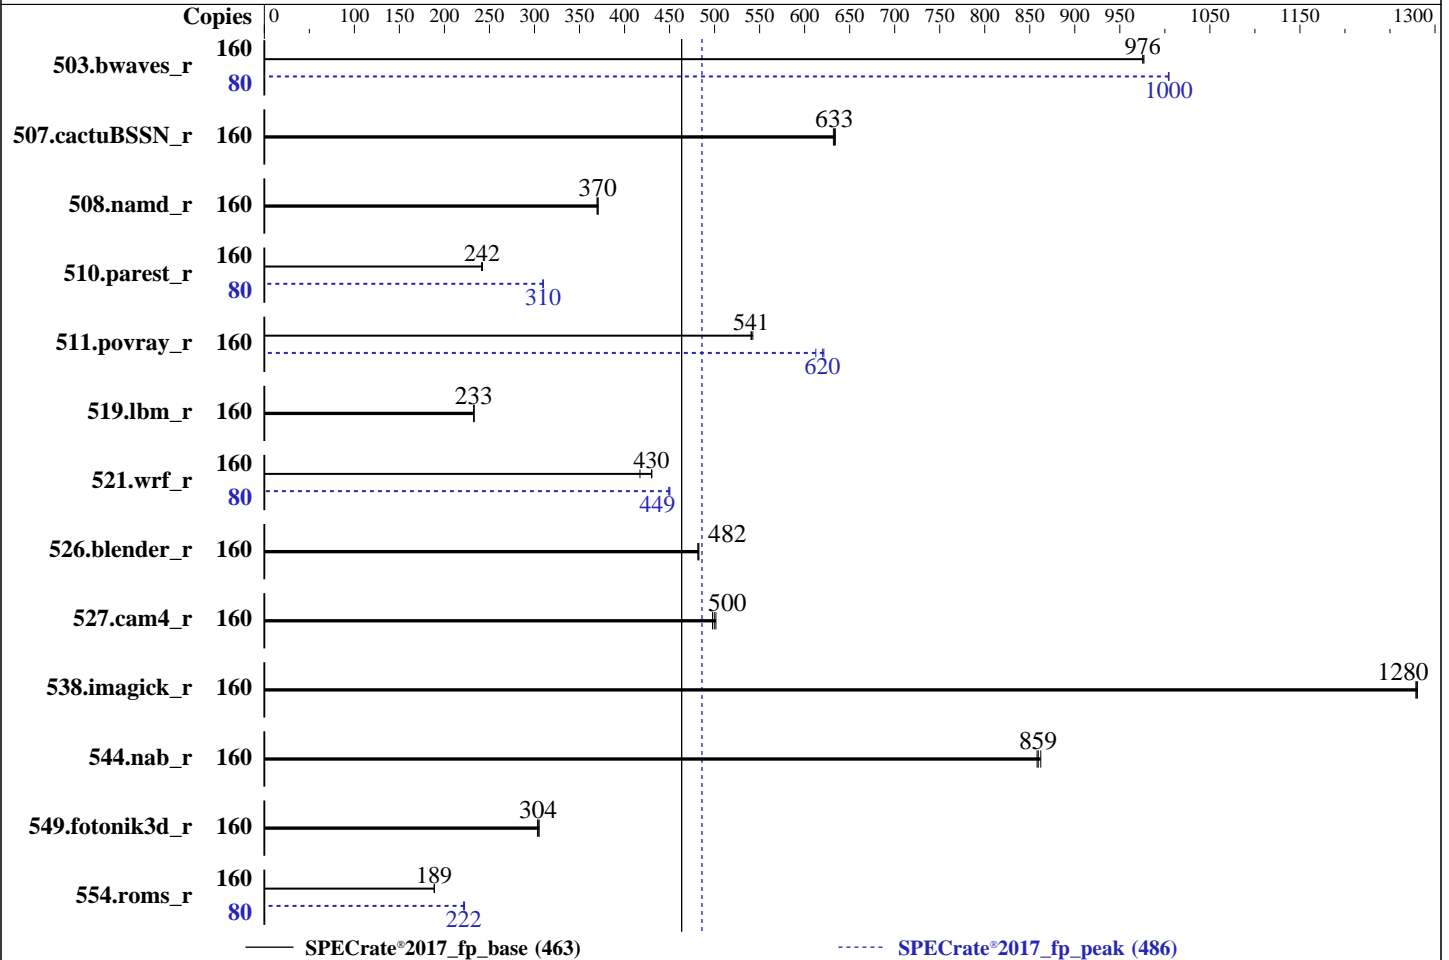 Copies 0 100 150 200 250 300 350 400 450 500 550 600 650 700 750 800 850 900 950 1050 1150 1300
503.bwaves_r 160 976
80 1000
507.cactuBSSN_r 160 633
508.namd_r 160 370
510.parest_r 160 242
80 310
511.povray_r 160 541
620
519.lbm_r 160 233
521.wrf_r 160 430
80 449
526.blender_r 160 482
527.cam4_r 160 500
538.imagick_r 160 1280
544.nab_r 160 859
549.fotonik3d_r 160 304
554.roms_r 160 189
80 222
SPECrate®2017_fp_base (463) SPECrate®2017_fp_peak (486)